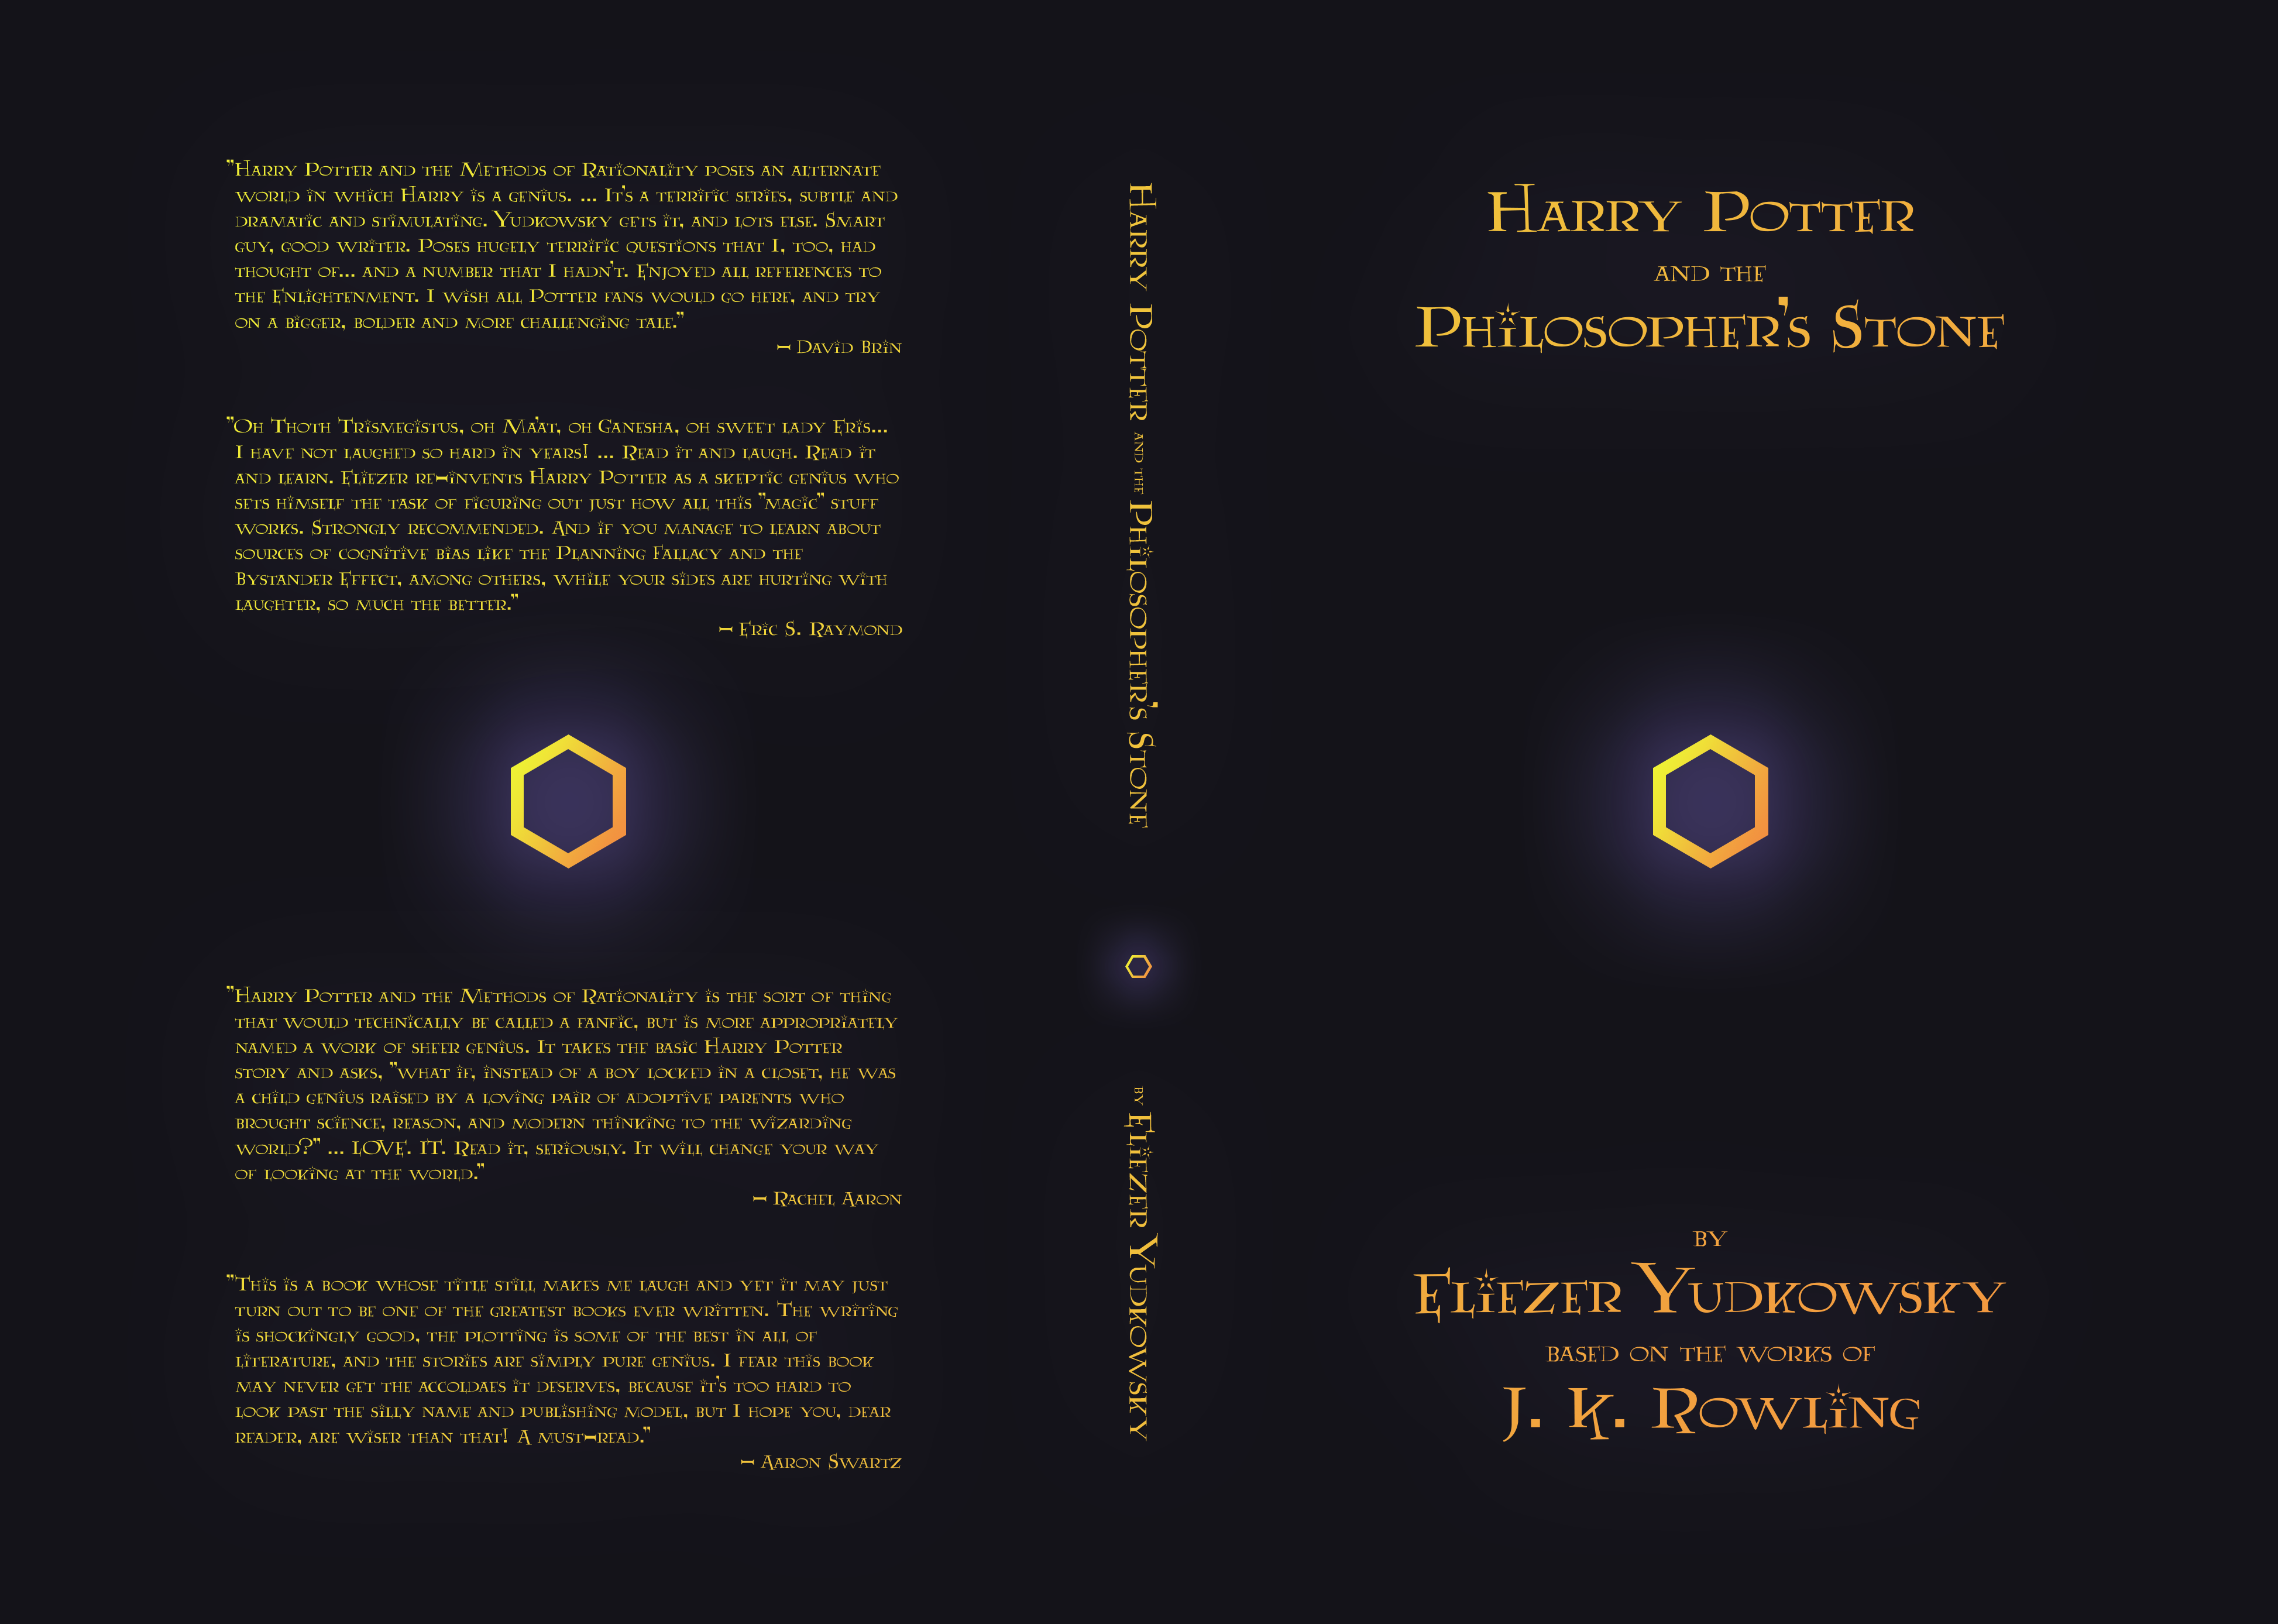 "Harry Potter and the Methods of Rationality poses an alternate
world in which Harry is a genius. ... It's a terrific series, subtle and
dramatic and stimulating. Yudkowsky gets it, and lots else. Smart
guy, good writer. Poses hugely terrific questions that I, too, had
thought of... and a number that I hadn't. Enjoyed all references to
the Enlightenment. I wish all Potter fans would go here, and try
on a bigger, bolder and more challenging tale."
– David Brin
"Oh Thoth Trismegistus, oh Ma'at, oh Ganesha, oh sweet lady Eris...
I have not laughed so hard in years! ... Read it and laugh. Read it
and learn. Eliezer re-invents Harry Potter as a skeptic genius who
sets himself the task of figuring out just how all this "magic" stuff
works. Strongly recommended. And if you manage to learn about
sources of cognitive bias like the Planning Fallacy and the
Bystander Effect, among others, while your sides are hurting with
laughter, so much the better."
– Eric S. Raymond
"Harry Potter and the Methods of Rationality is the sort of thing
that would technically be called a fanfic, but is more appropriately
named a work of sheer genius. It takes the basic Harry Potter
story and asks, "what if, instead of a boy locked in a closet, he was
a child genius raised by a loving pair of adoptive parents who
brought science, reason, and modern thinking to the wizarding
world?" ... LOVE. IT. Read it, seriously. It will change your way
of looking at the world."
– Rachel Aaron
"This is a book whose title still makes me laugh and yet it may just
turn out to be one of the greatest books ever written. The writing
is shockingly good, the plotting is some of the best in all of
literature, and the stories are simply pure genius. I fear this book
may never get the accoldaes it deserves, because it's too hard to
look past the silly name and publishing model, but I hope you, dear
reader, are wiser than that! A must-read."
– Aaron Swartz
Harry Potter and the Philosopher's Stone
by Eliezer Yudkowsky
Harry Potter
and the
Philosopher's Stone
by
Eliezer Yudkowsky
based on the works of
J. K. Rowling